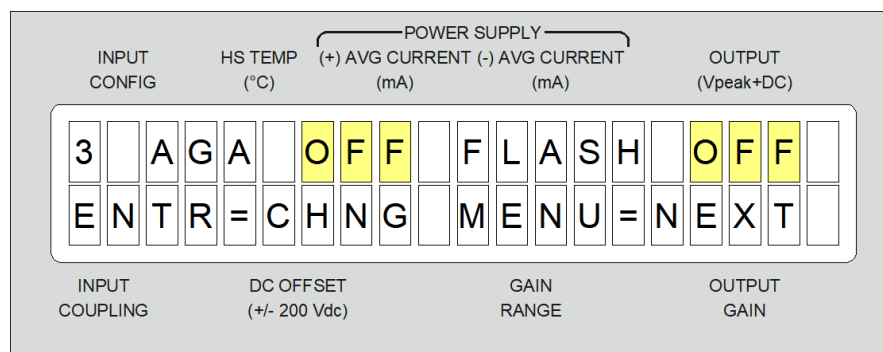 POWER SUPPLY
INPUT HS TEMP (+) AVG CURRENT (-) AVG CURRENT OUTPUT
CONFIG (°C) (mA) (mA) (Vpeak+DC)
3 AGA OFF FLASH OFF
ENTR=CHNG MENU=NEXT
INPUT DC OFFSET GAIN OUTPUT
COUPLING (+/- 200 Vdc) RANGE GAIN